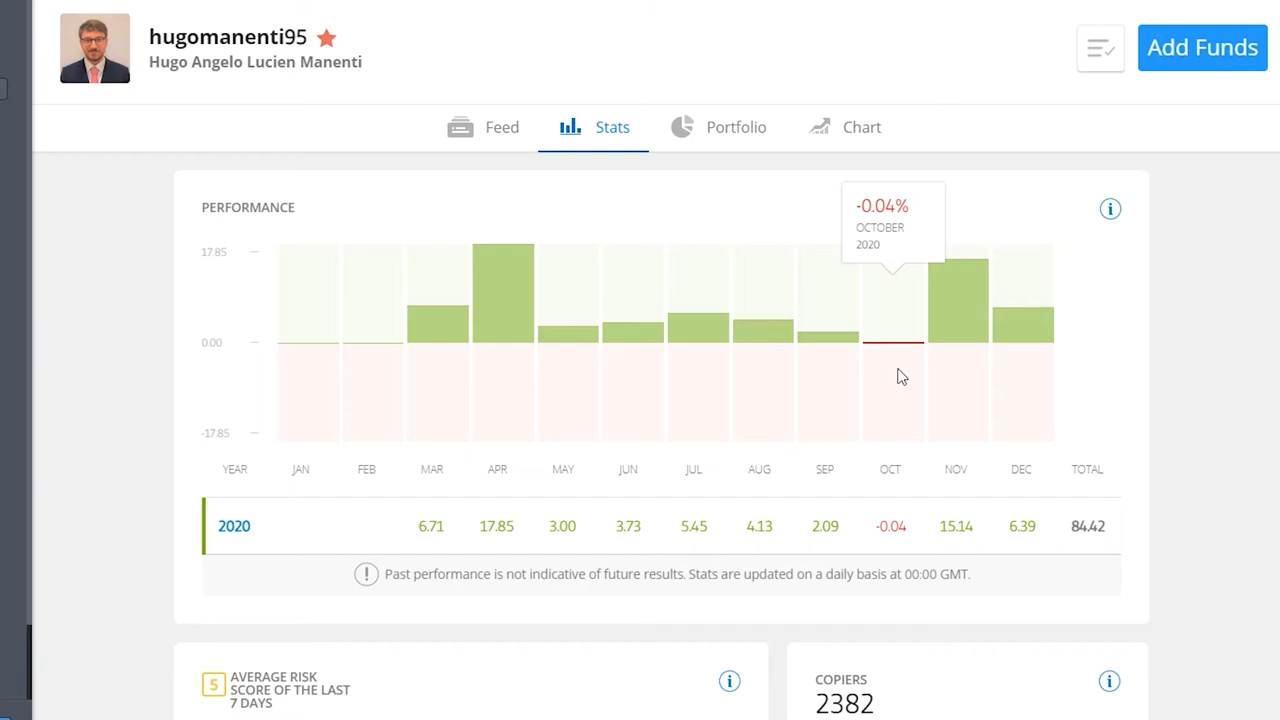 hugomanenti95
Hugo Angelo Lucien Manenti
Add Funds
Feed
Stats
Portfolio
Chart
PERFORMANCE
-0.04%
OCTOBER
2020
17.85
0.00
-17.85
YEAR JAN FEB MAR APR MAY JUN JUL AUG SEP OCT NOV DEC TOTAL
2020 6.71 17.85 3.00 3.73 5.45 4.13 2.09 -0.04 15.14 6.39 84.42
Past performance is not indicative of future results. Stats are updated on a daily basis at 00:00 GMT.
5
AVERAGE RISK
SCORE OF THE LAST
7 DAYS
COPIERS
2382